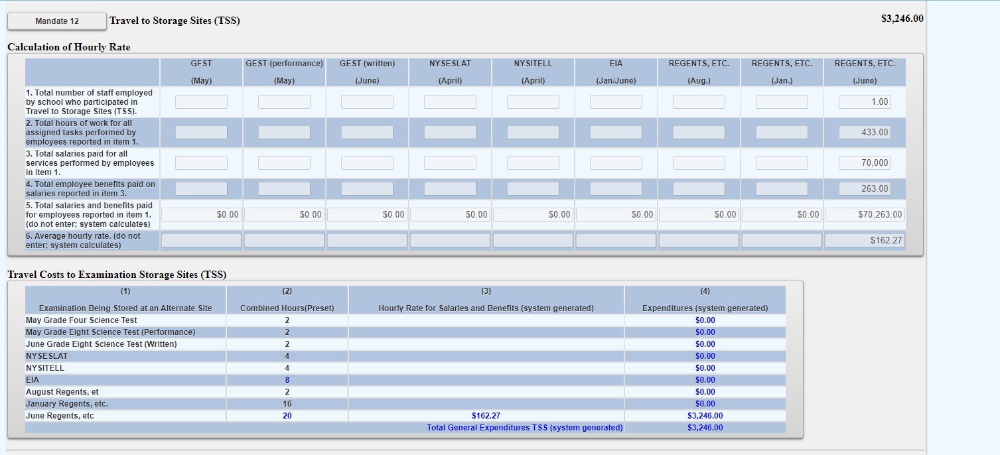 Mandate 12 Travel to Storage Sites (TSS) $3,246.00
Calculation of Hourly Rate
GFST GEST (performance) GEST (written) NYSESLAT NYSITELL EIA REGENTS, ETC. REGENTS, ETC. REGENTS, ETC.
(May) (May) (June) (April) (April) (Jan/June) (Aug.) (Jan.) (June)
1. Total number of staff employed
by school who participated in 1.00
Travel to Storage Sites (TSS).
2. Total hours of work for all
assigned tasks performed by 433.00
employees reported in item 1.
3. Total salaries paid for all
services performed by employees 70,000
in item 1.
4. Total employee benefits paid on
salaries reported in item 3. 263.00
5. Total salaries and benefits paid
for employees reported in item 1. $0.00 $0.00 $0.00 $0.00 $0.00 $0.00 $0.00 $0.00 $70,263.00
(do not enter; system calculates)
6. Average hourly rate. (do not
enter; system calculates) $162.27
Travel Costs to Examination Storage Sites (TSS)
(1) (2) (3) (4)
Examination Being Stored at an Alternate Site Combined Hours(Preset) Hourly Rate for Salaries and Benefits (system generated) Expenditures (system generated)
May Grade Four Science Test 2 $0.00
May Grade Eight Science Test (Performance) 2 $0.00
June Grade Eight Science Test (Written) 2 $0.00
NYSESLAT 4 $0.00
NYSITELL 4 $0.00
EIA 8 $0.00
August Regents, et 2 $0.00
January Regents, etc. 16 $0.00
June Regents, etc 20 $162.27 $3,246.00
Total General Expenditures TSS (system generated) $3,246.00